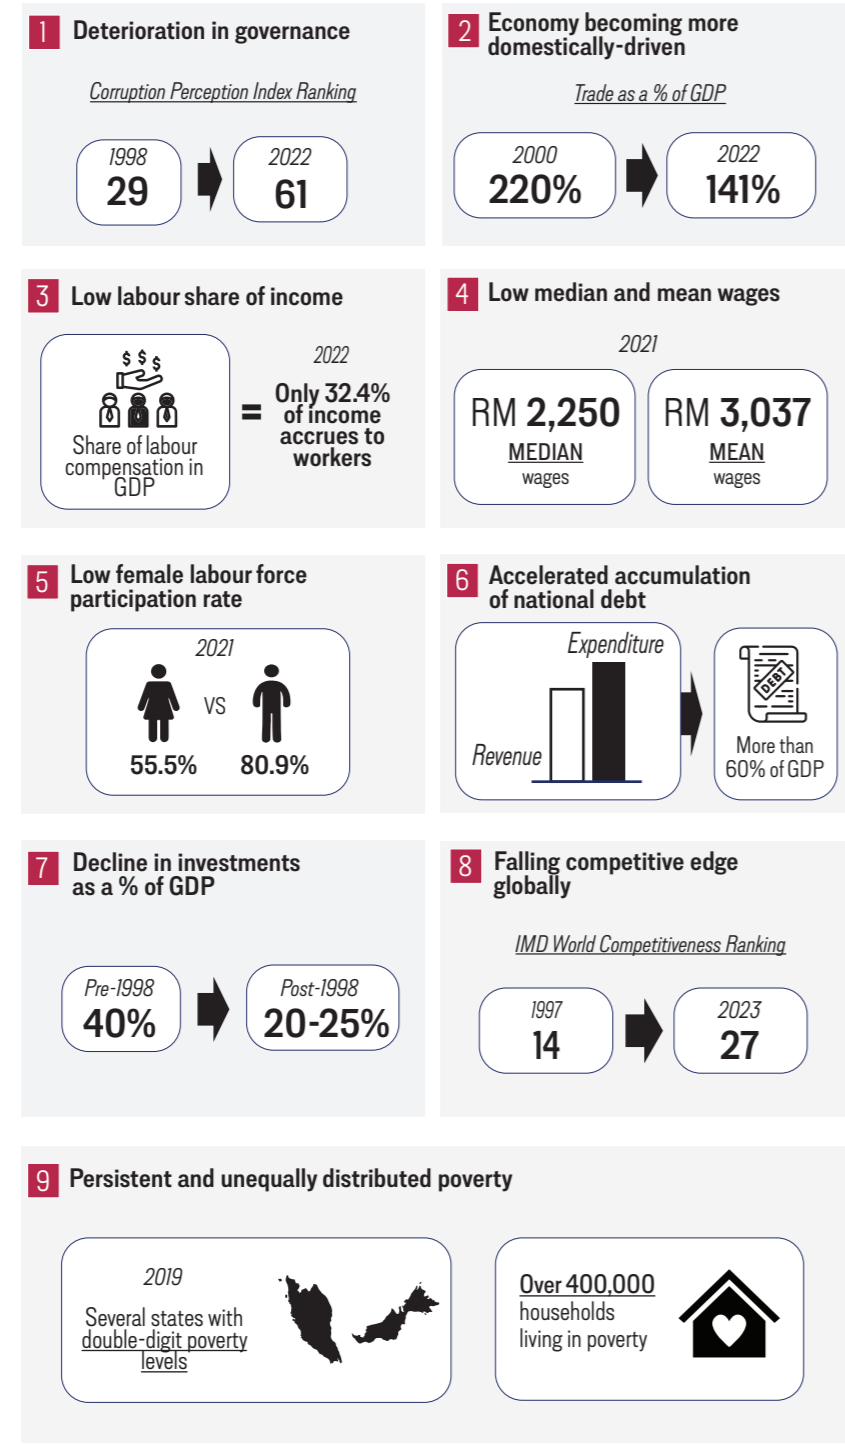 1
Deterioration in governance
Corruption Perception Index Ranking
1998
29
2022
61
2
Economy becoming more
domestically-driven
Trade as a % of GDP
2000
220%
2022
141%
3
Low labour share of income
$ $ $
Share of labour
compensation in
GDP
=
2022
Only 32.4%
of income
accrues to
workers
4
Low median and mean wages
2021
RM 2,250
MEDIAN
wages
RM 3,037
MEAN
wages
5
Low female labour force
participation rate
2021
VS
55.5%
80.9%
6
Accelerated accumulation
of national debt
Expenditure
Revenue
DEBT
More than
60% of GDP
7
Decline in investments
as a % of GDP
Pre-1998
40%
Post-1998
20-25%
8
Falling competitive edge
globally
IMD World Competitiveness Ranking
1997
14
2023
27
9
Persistent and unequally distributed poverty
2019
Several states with
double-digit poverty
levels
Over 400,000
households
living in poverty